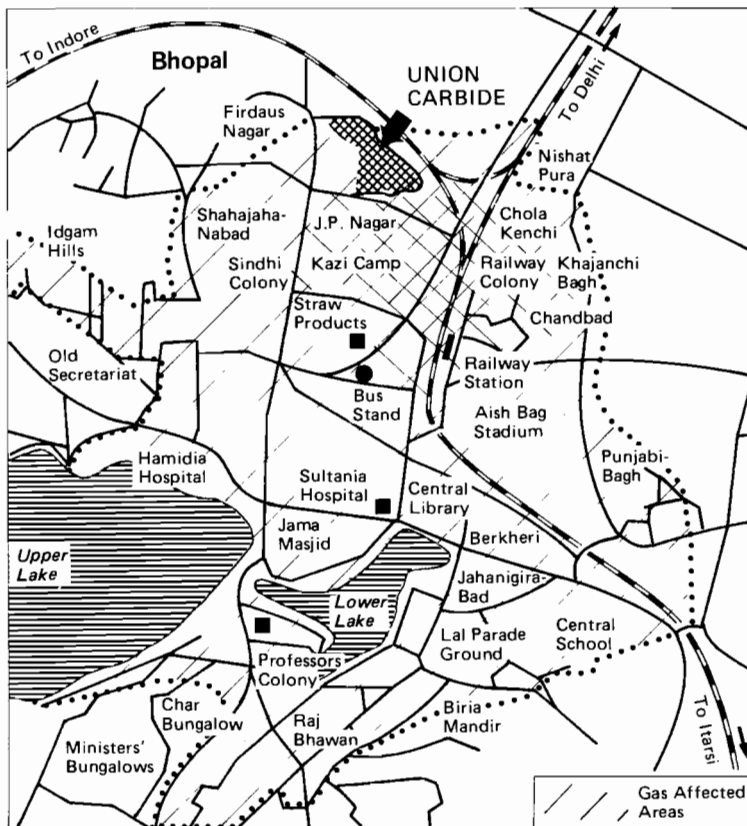 To Indore
Bhopal
UNION
CARBIDE
To Delhi
Firdaus
Nagar
Nishat
Pura
Shahajaha-
Nabad
J.P. Nagar
Chola
Kenchi
Idgam
Hills
Sindhi
Colony
Kazi Camp
Railway
Colony
Khajanchi
Bagh
Straw
Products
Chandbad
Old
Secretariat
Railway
Station
Bus
Stand
Aish Bag
Stadium
Hamidia
Hospital
Punjabi-
Bagh
Sultania
Hospital
Central
Library
Jama
Masjid
Berkheri
Upper
Lake
Jahanigira-
Bad
Lower
Lake
Lal Parade
Ground
Central
School
Professors
Colony
Char
Bungalow
Raj
Bhawan
Biria
Mandir
Ministers'
Bungalows
To Itarsi
Gas Affected
Areas